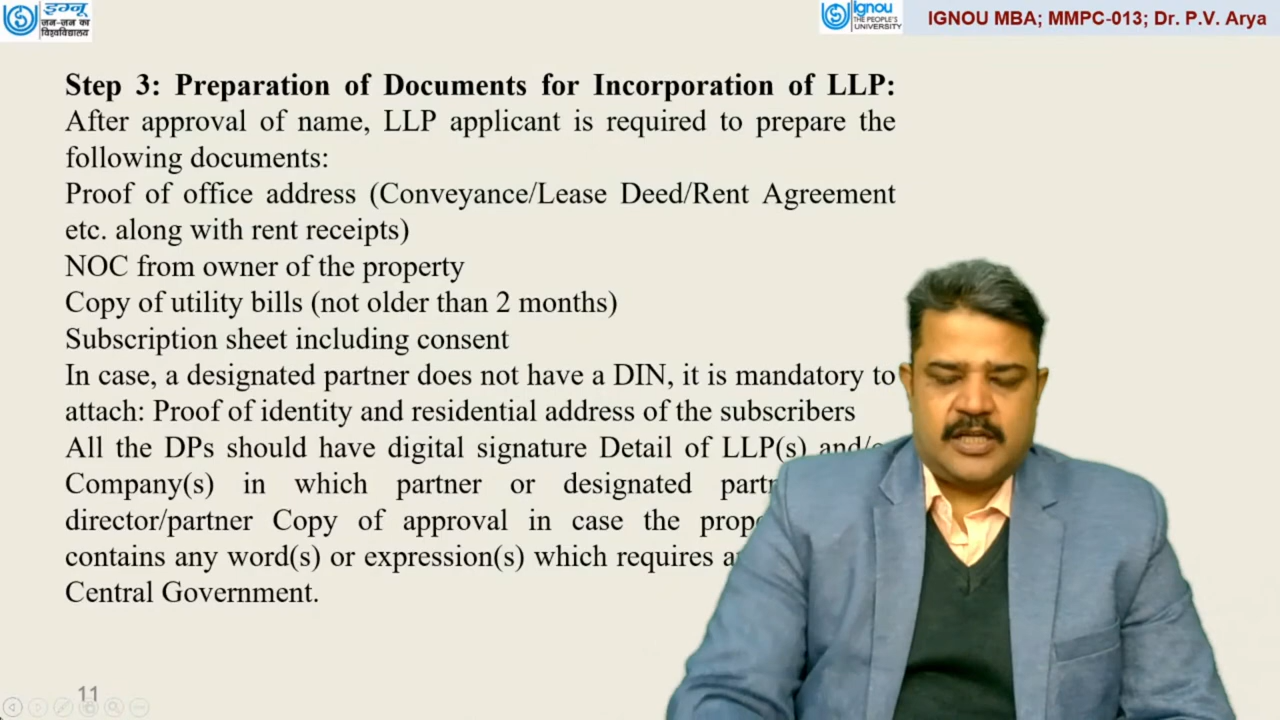 इग्नू
जन-जन का
विश्वविद्यालय
ignou
THE PEOPLE'S
UNIVERSITY
IGNOU MBA; MMPC-013; Dr. P.V. Arya
Step 3: Preparation of Documents for Incorporation of LLP:
After approval of name, LLP applicant is required to prepare the
following documents:
Proof of office address (Conveyance/Lease Deed/Rent Agreement
etc. along with rent receipts)
NOC from owner of the property
Copy of utility bills (not older than 2 months)
Subscription sheet including consent
In case, a designated partner does not have a DIN, it is mandatory to
attach: Proof of identity and residential address of the subscribers
All the DPs should have digital signature Detail of LLP(s)
Company(s) in which partner or designated
director/partner Copy of approval in case the
contains any word(s) or expression(s) which requires
Central Government.
11